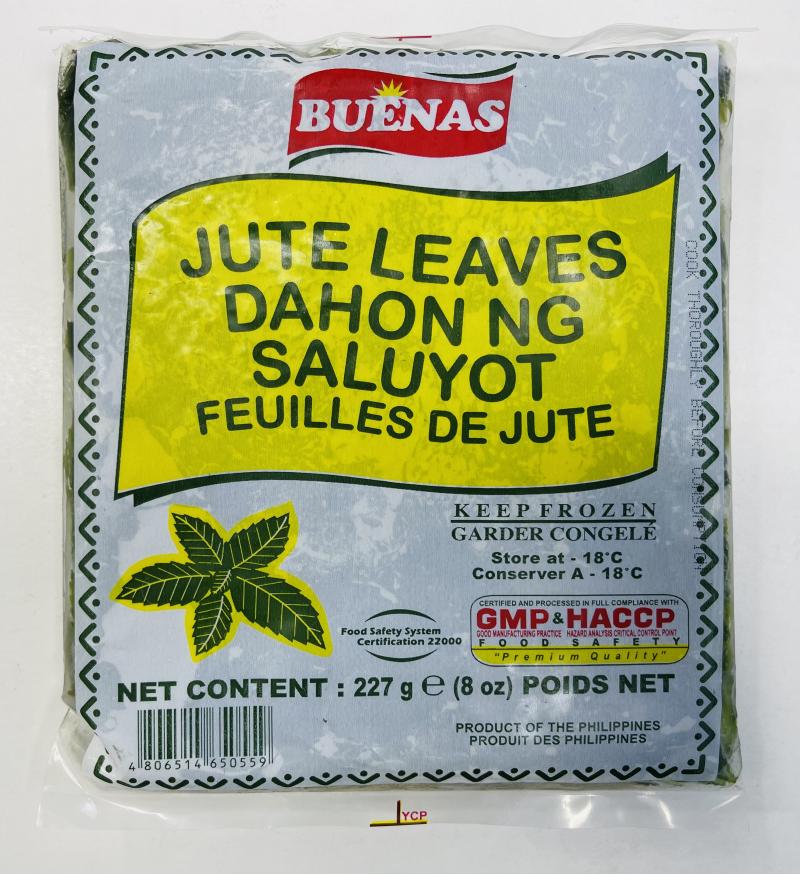 BUENAS
JUTE LEAVES
DAHON NG
SALUYOT
FEUILLES DE JUTE
COOK THOROUGHLY BEFORE CONSUMPTION
KEEP FROZEN
GARDER CONGELÉ
Store at - 18°C
Conserver A - 18°C
Food Safety System
Certification 22000
CERTIFIED AND PROCESSED IN FULL COMPLIANCE WITH
GMP & HACCP
GOOD MANUFACTURING PRACTICE HAZARD ANALYSIS CRITICAL CONTROL POINT
FOOD SAFETY
"Premium Quality"
NET CONTENT : 227 g ℮ (8 oz) POIDS NET
4 806514 650559
PRODUCT OF THE PHILIPPINES
PRODUIT DES PHILIPPINES
YCP